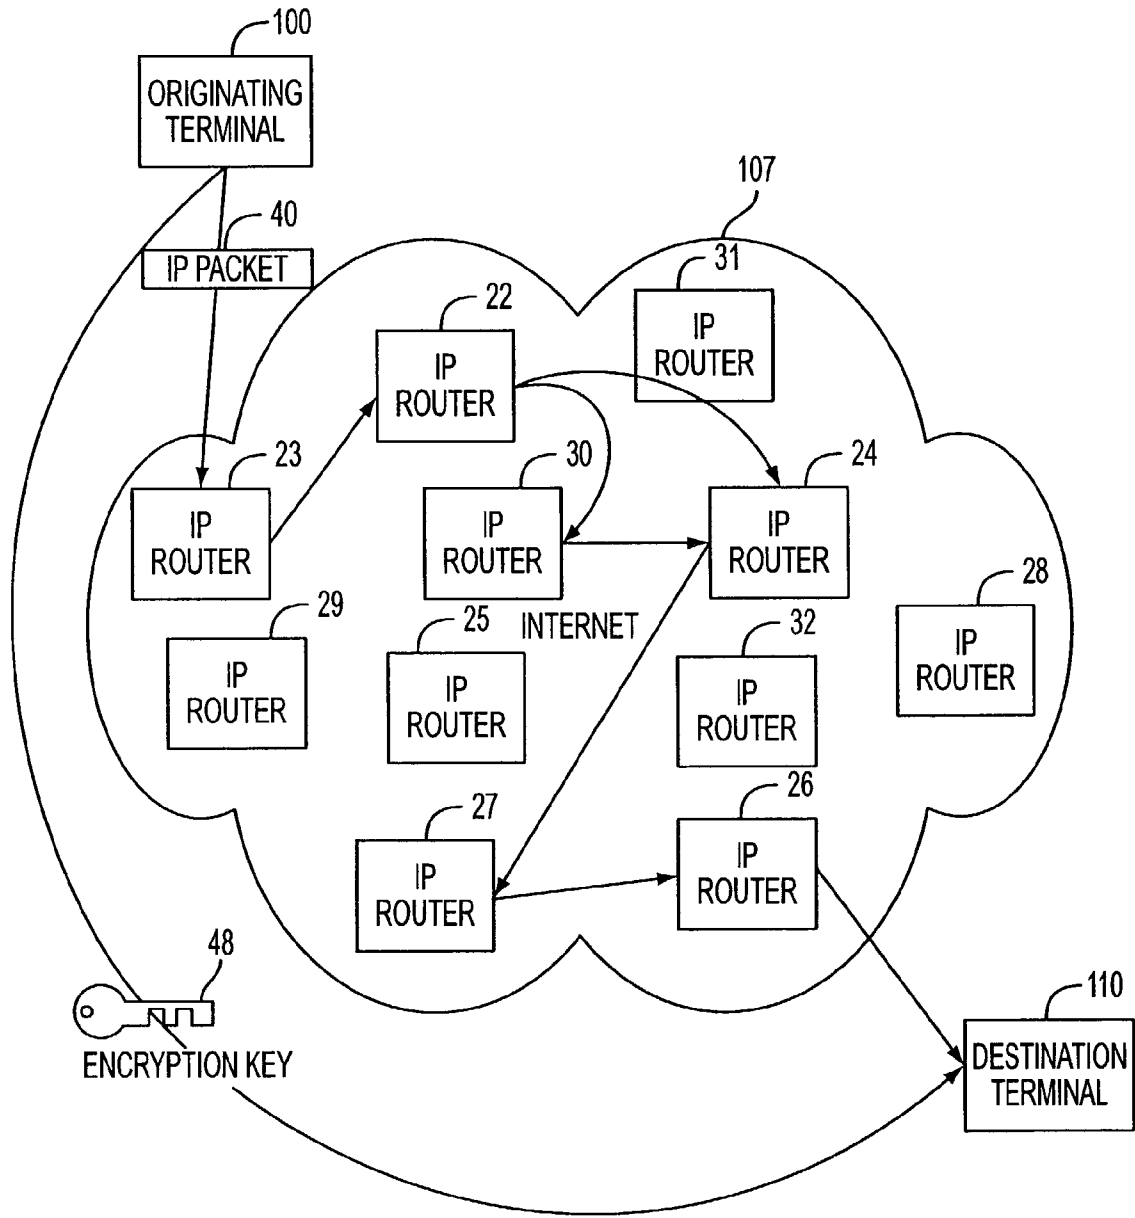 100
ORIGINATING
TERMINAL
107
40
IP PACKET
31
IP
ROUTER
22
IP
ROUTER
23
IP
ROUTER
30
IP
ROUTER
24
IP
ROUTER
INTERNET
29
IP
ROUTER
25
IP
ROUTER
32
IP
ROUTER
28
IP
ROUTER
27
IP
ROUTER
26
IP
ROUTER
48
ENCRYPTION KEY
110
DESTINATION
TERMINAL